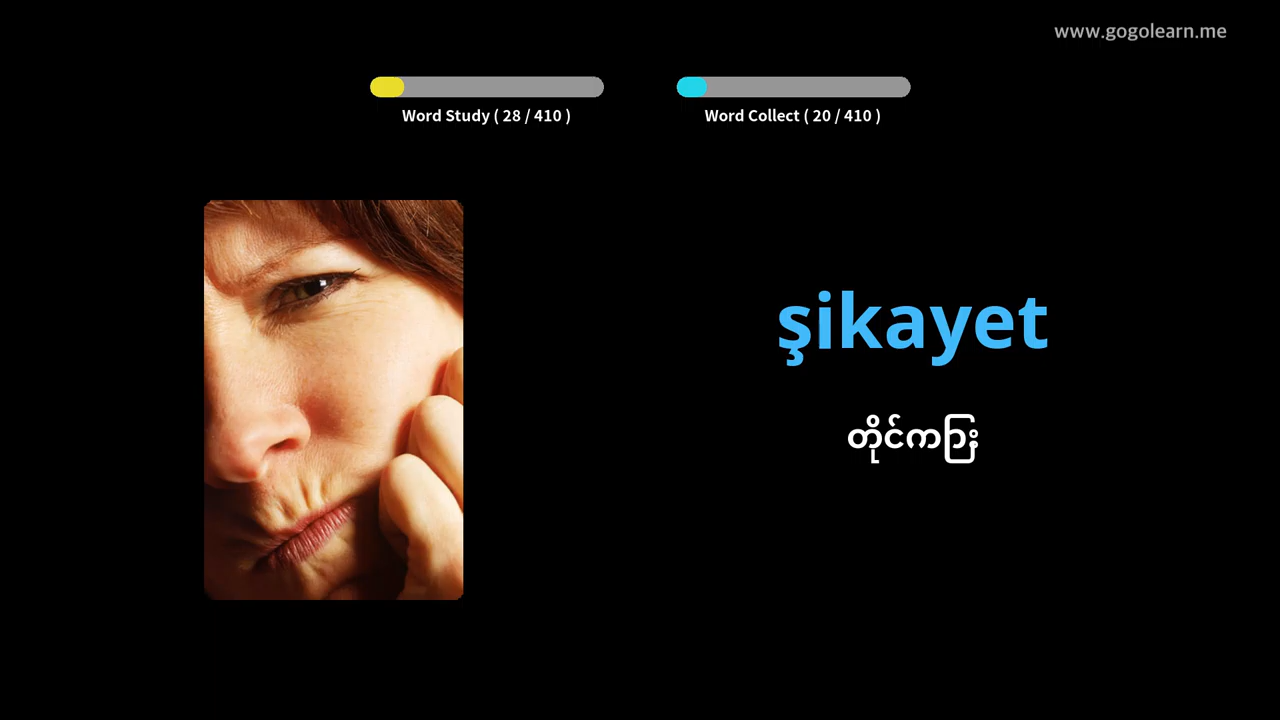 www.gogolearn.me
Word Study ( 28 / 410 )
Word Collect ( 20 / 410 )
şikayet
တိုင်ကြား